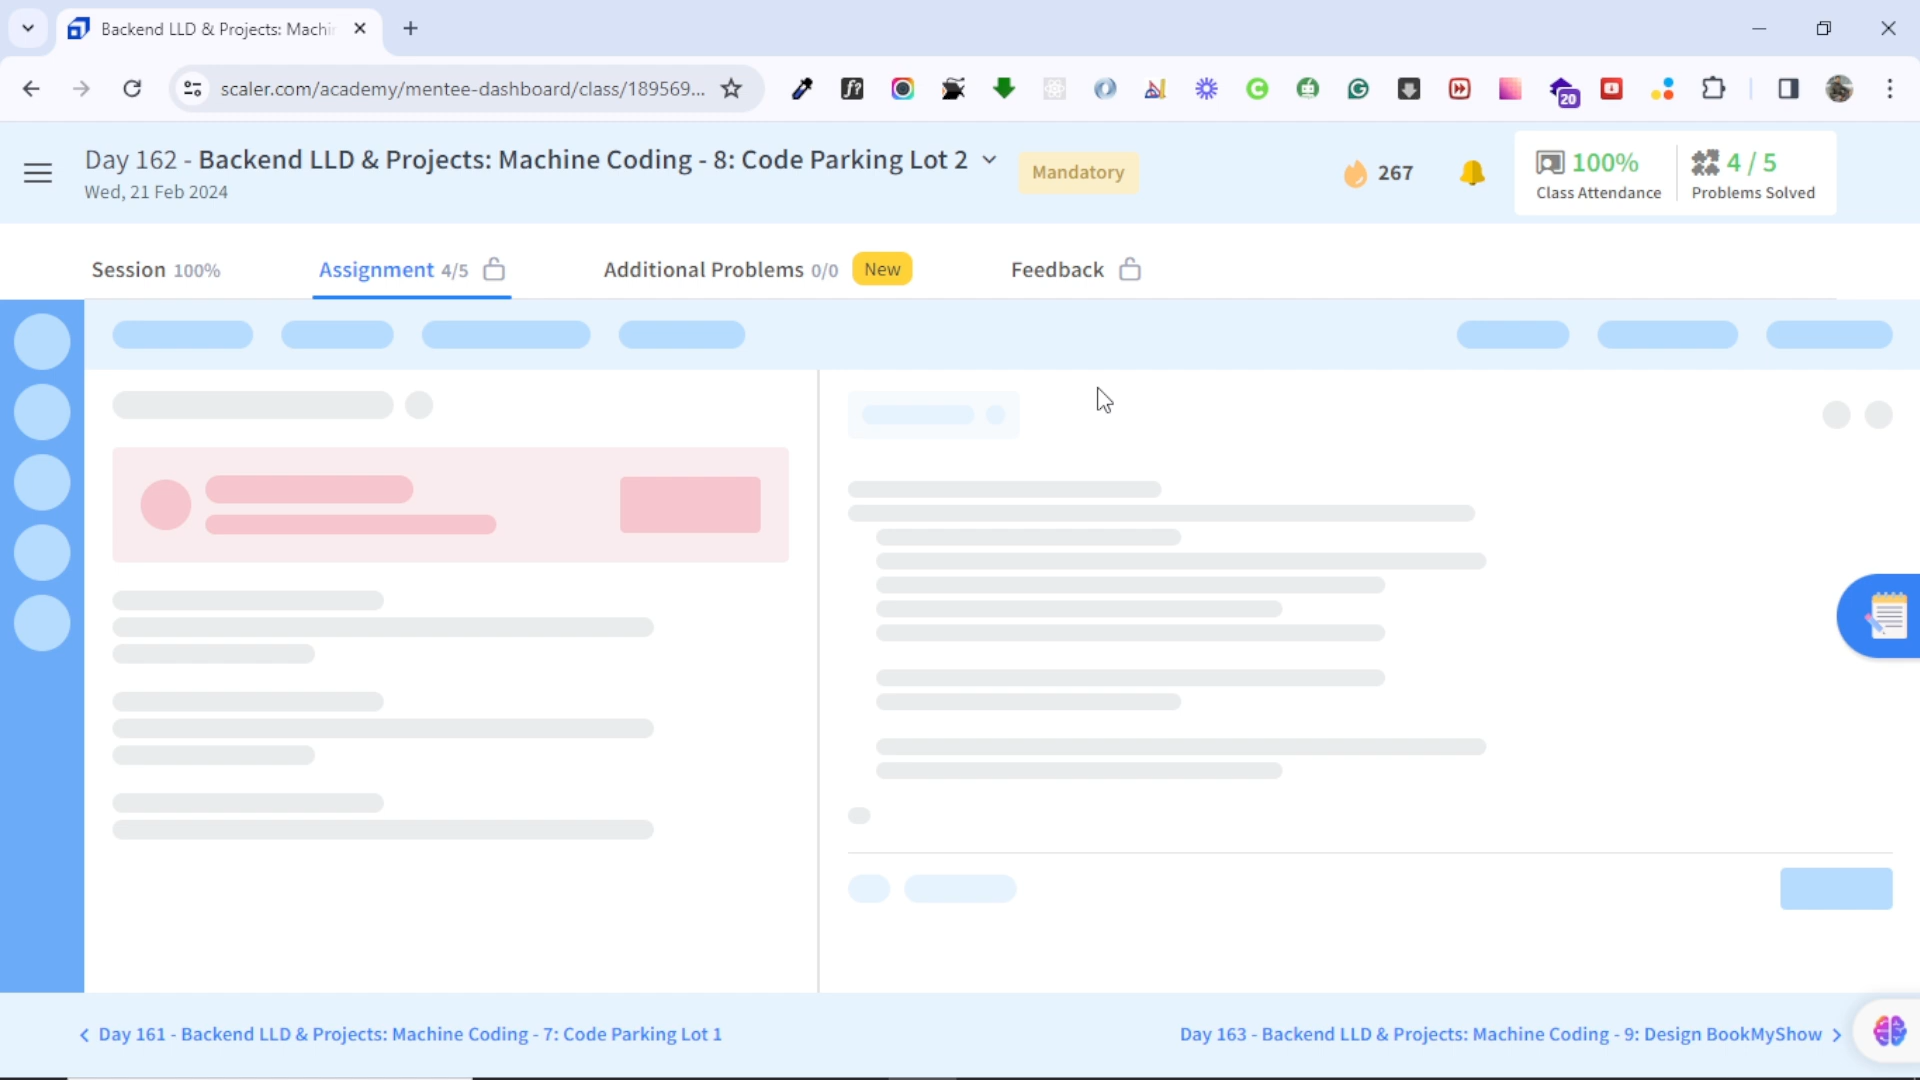 Backend LLD & Projects: Machi
scaler.com/academy/mentee-dashboard/class/189569...
20
Day 162 - Backend LLD & Projects: Machine Coding - 8: Code Parking Lot 2
Wed, 21 Feb 2024
Mandatory
267
100%
Class Attendance
4 / 5
Problems Solved
Session 100%
Assignment 4/5
Additional Problems 0/0 New
Feedback
Day 161 - Backend LLD & Projects: Machine Coding - 7: Code Parking Lot 1
Day 163 - Backend LLD & Projects: Machine Coding - 9: Design BookMyShow